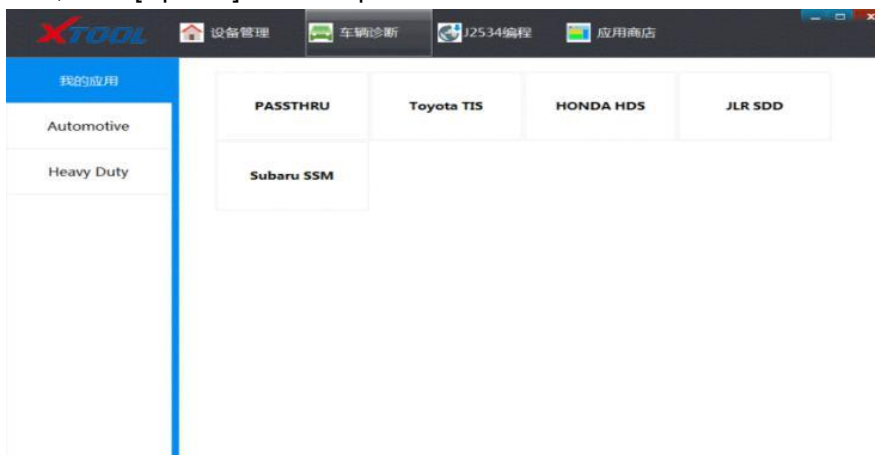 XTOOL 设备管理 车辆诊断 J2534编程 应用商店
我的应用
Automotive
Heavy Duty
PASSTHRU Toyota TIS HONDA HDS JLR SDD
Subaru SSM